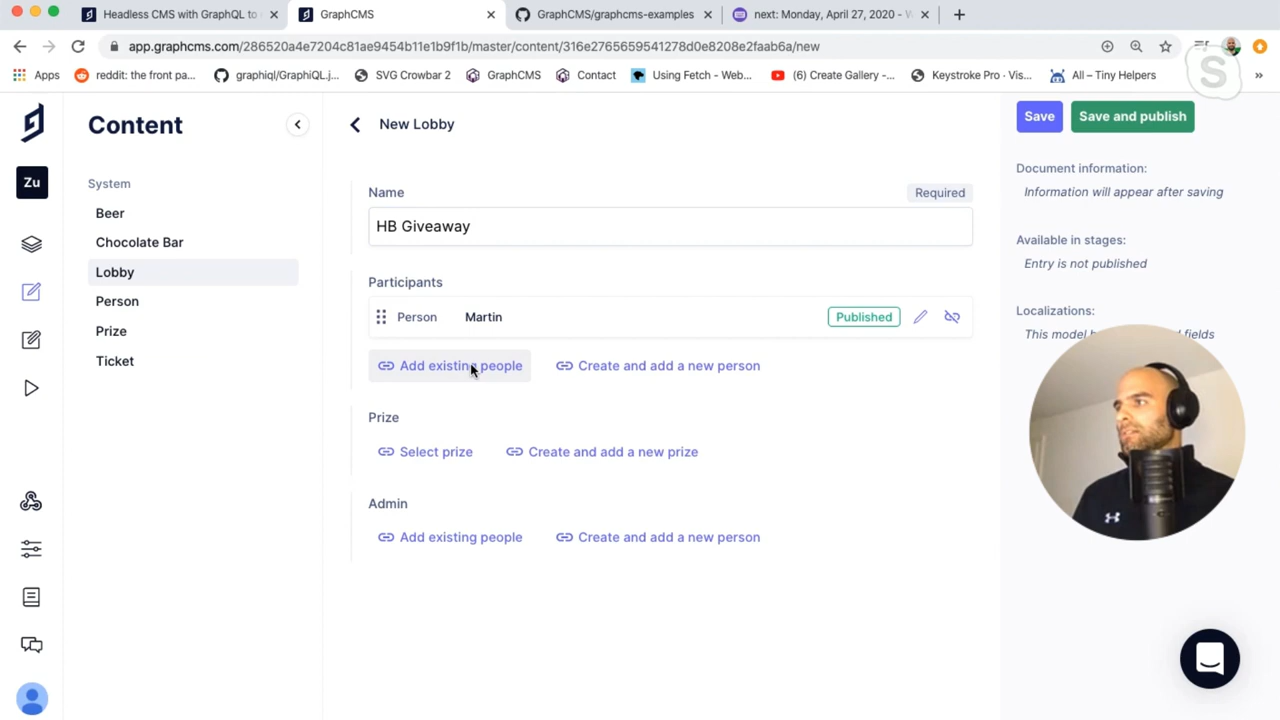 Headless CMS with GraphQL to
GraphCMS
GraphCMS/graphcms-examples
next: Monday, April 27, 2020 - W
app.graphcms.com/286520a4e7204c81ae9454b11e1b9f1b/master/content/316e2765659541278d0e8208e2faab6a/new
Apps
reddit: the front pa...
graphiql/GraphiQL.j...
SVG Crowbar 2
GraphCMS
Contact
Using Fetch - Web...
(6) Create Gallery -...
Keystroke Pro · Vis...
All – Tiny Helpers
»
S
Content
New Lobby
Save
Save and publish
Zu
System
Beer
Chocolate Bar
Lobby
Person
Prize
Ticket
Name
Required
HB Giveaway
Participants
Person
Martin
Published
Add existing people
Create and add a new person
Prize
Select prize
Create and add a new prize
Admin
Add existing people
Create and add a new person
Document information:
Information will appear after saving
Available in stages:
Entry is not published
Localizations:
This model fields